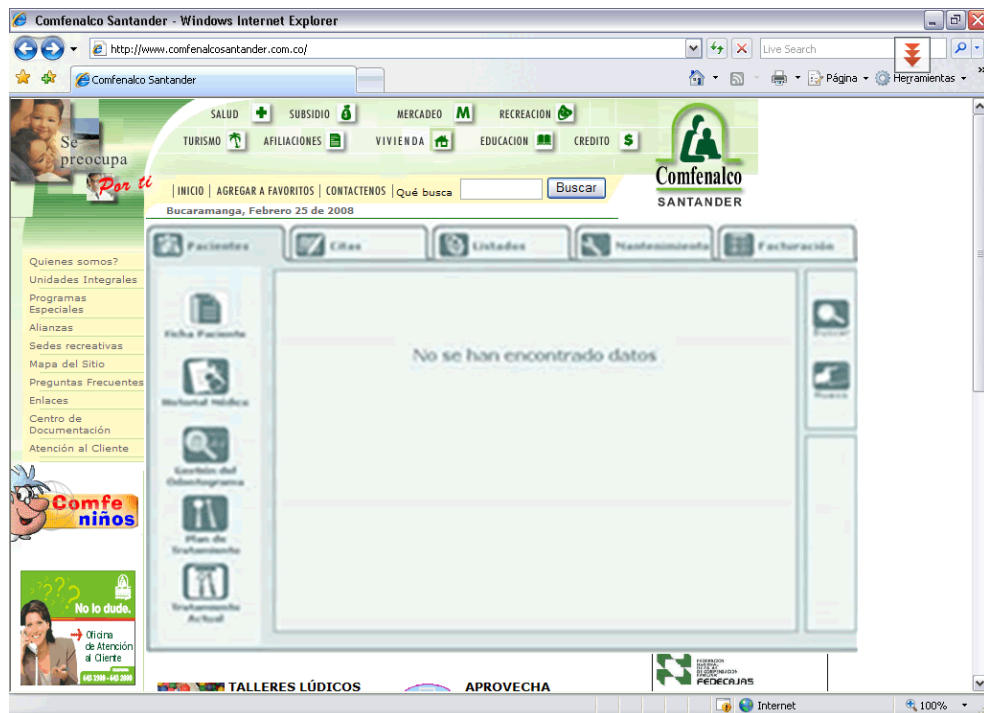 Comfenalco Santander - Windows Internet Explorer
http://www.comfenalcosantander.com.co/
Live Search
Comfenalco Santander
Página
Herramientas
Se
preocupa
Por ti
SALUD SUBSIDIO MERCADEO M RECREACION
TURISMO AFILIACIONES VIVIENDA EDUCACION CREDITO $
INICIO | AGREGAR A FAVORITOS | CONTACTENOS | Qué busca Buscar
Bucaramanga, Febrero 25 de 2008
Comfenalco
SANTANDER
Pacientes Citas Listados Mantenimiento Facturación
Quienes somos?
Unidades Integrales
Programas
Especiales
Alianzas
Sedes recreativas
Mapa del Sitio
Preguntas Frecuentes
Enlaces
Centro de
Documentación
Atención al Cliente
Ficha Paciente
Historial Médico
Gestión del
Odontograma
Plan de
Tratamiento
Tratamiento
Actual
No se han encontrado datos
Buscar
Nuevo
Comfe
niños
No lo dude.
Oficina
de Atención
al Cliente
TALLERES LÚDICOS
APROVECHA
FEDECAJAS
Internet
100%